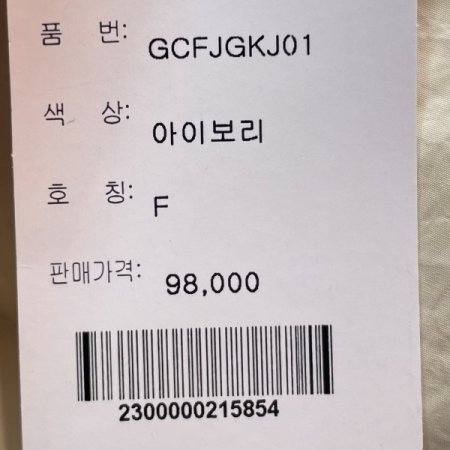 품 번: GCFJGKJ01
색 상: 아이보리
호 칭: F
판매가격: 98,000
2300000215854